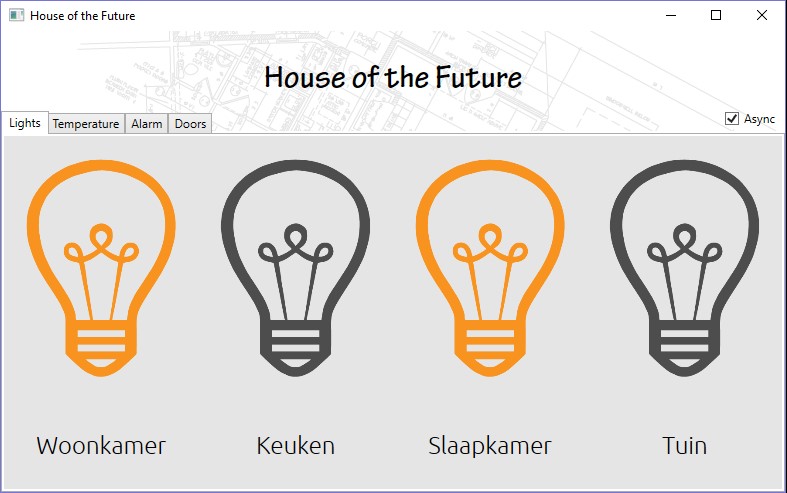 House of the Future
House of the Future
Lights Temperature Alarm Doors Async
Woonkamer Keuken Slaapkamer Tuin